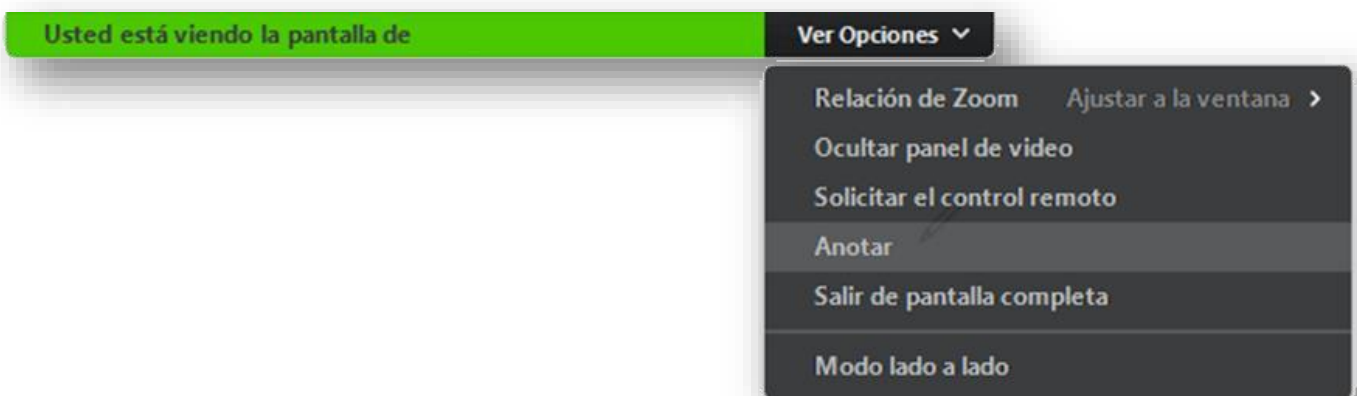 Usted está viendo la pantalla de Ver Opciones
Relación de Zoom Ajustar a la ventana
Ocultar panel de video
Solicitar el control remoto
Anotar
Salir de pantalla completa
Modo lado a lado